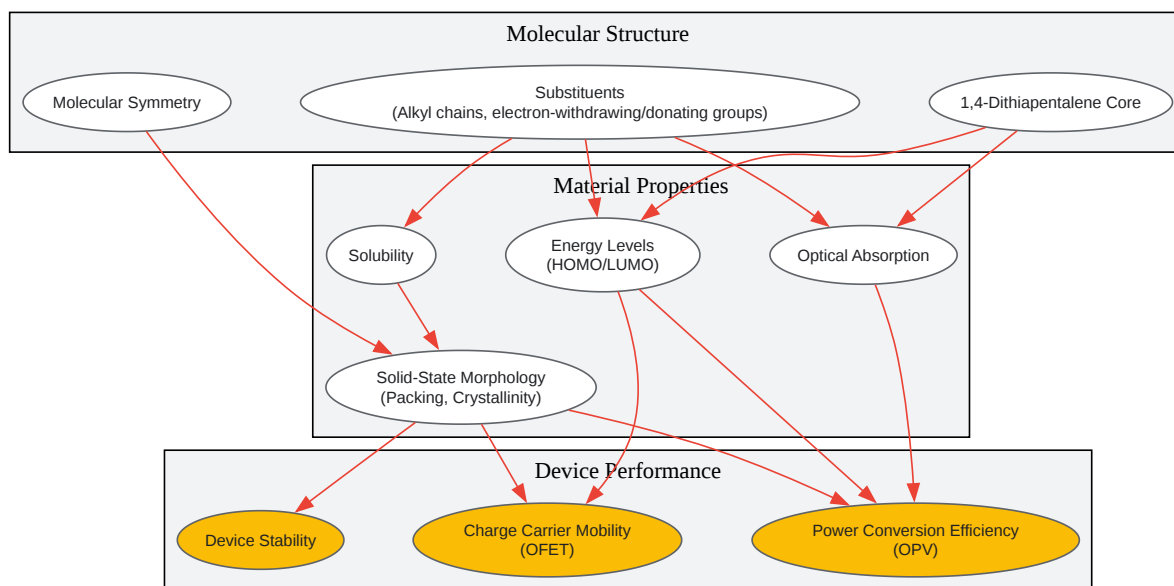 Molecular Structure
Molecular Symmetry
Substituents
(Alkyl chains, electron-withdrawing/donating groups)
1,4-Dithiapentalene Core
Material Properties
Solubility
Energy Levels
(HOMO/LUMO)
Optical Absorption
Solid-State Morphology
(Packing, Crystallinity)
Device Performance
Device Stability
Charge Carrier Mobility
(OFET)
Power Conversion Efficiency
(OPV)